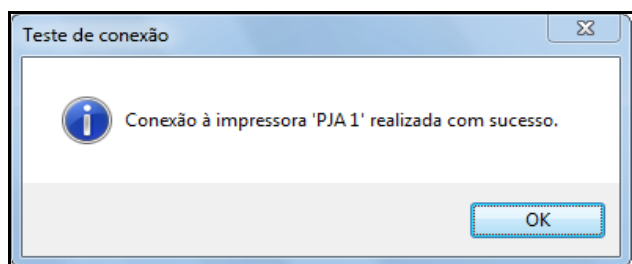 Teste de conexão
Conexão à impressora 'PJA 1' realizada com sucesso.
OK